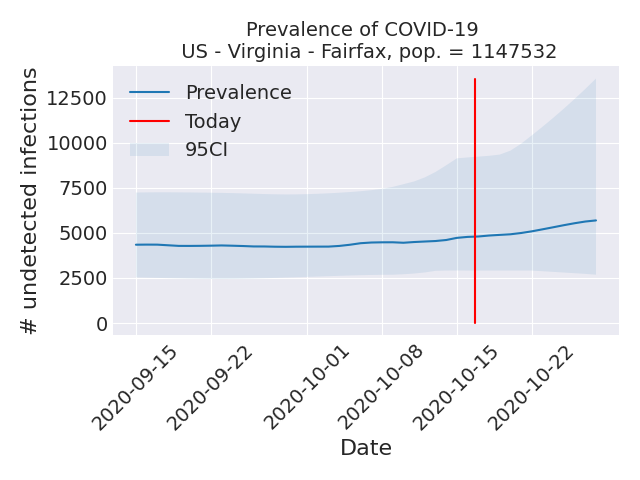 Prevalence of COVID-19
US - Virginia - Fairfax, pop. = 1147532
# undetected infections
12500
10000
7500
5000
2500
0
Prevalence
Today
95CI
2020-09-15
2020-09-22
2020-10-01
2020-10-08
2020-10-15
2020-10-22
Date